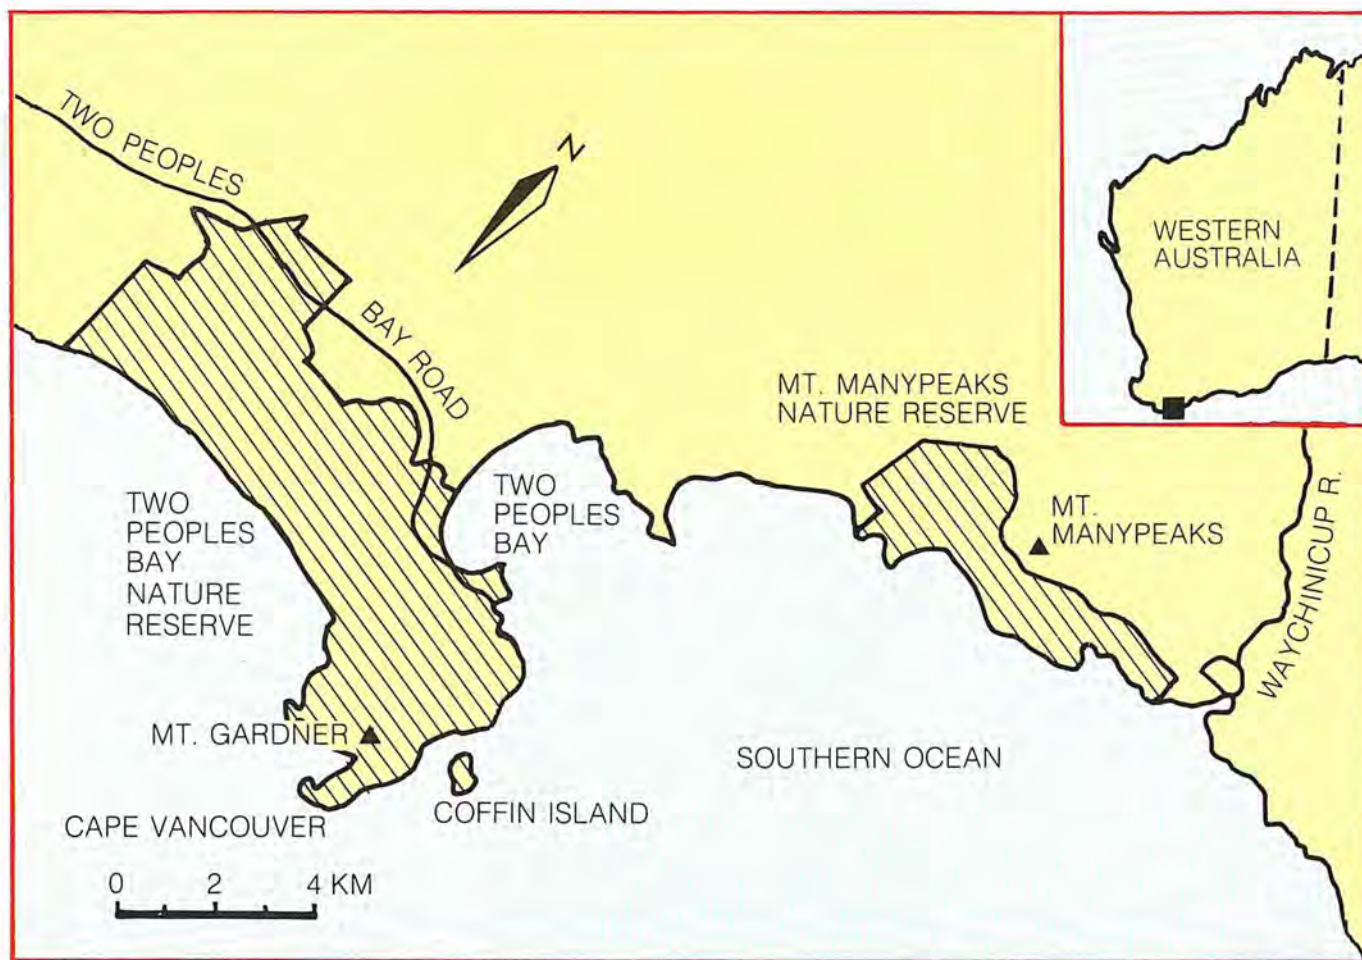 TWO PEOPLES
BAY ROAD
N
WESTERN
AUSTRALIA
MT. MANYPEAKS
NATURE RESERVE
TWO
PEOPLES
BAY
MT.
MANYPEAKS
WAYCHINICUP R.
TWO
PEOPLES
BAY
NATURE
RESERVE
MT. GARDNER
SOUTHERN OCEAN
COFFIN ISLAND
CAPE VANCOUVER
0 2 4 KM